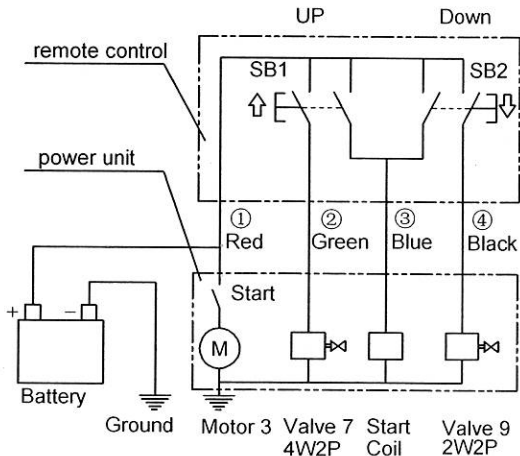 UP Down
remote control
SB1 SB2
power unit
① ② ③ ④
Red Green Blue Black
Start
+ −
M
Battery
Ground Motor 3 Valve 7 Start Valve 9
4W2P Coil 2W2P